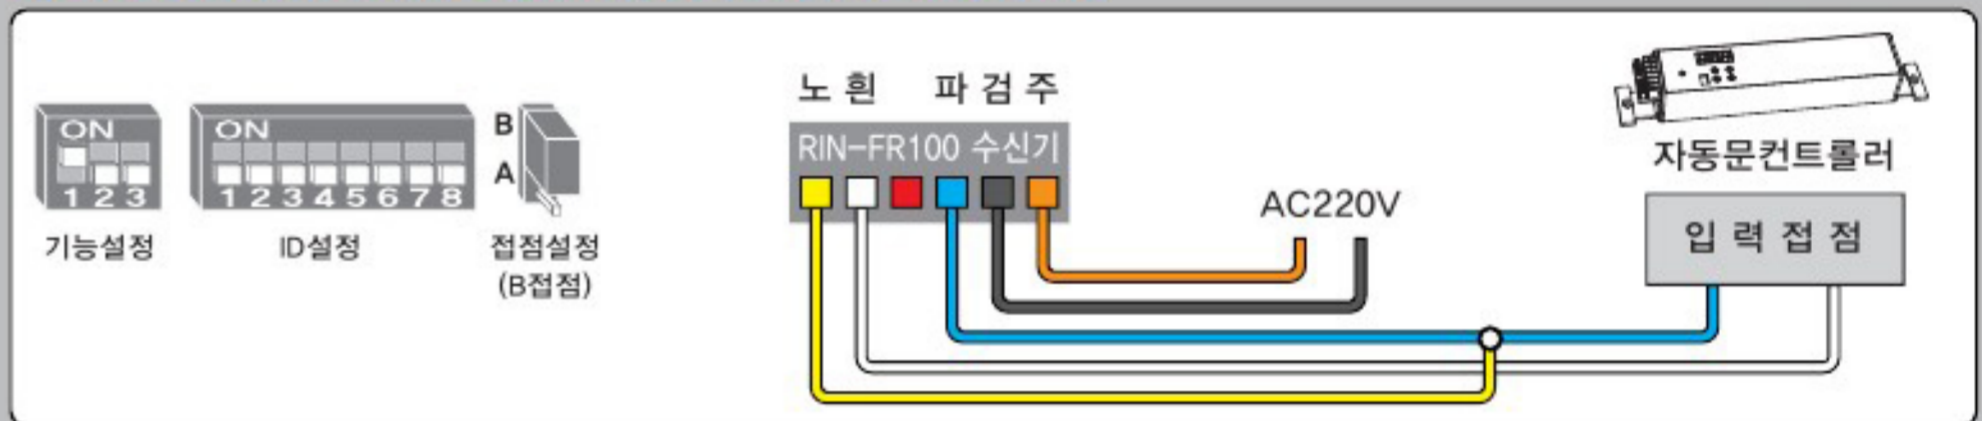 ON
1 2 3
기능설정
ON
1 2 3 4 5 6 7 8
ID설정
B
A
접점설정
(B접점)
노 흰 파 검 주
RIN-FR100 수신기
AC220V
자동문컨트롤러
입 력 접 점